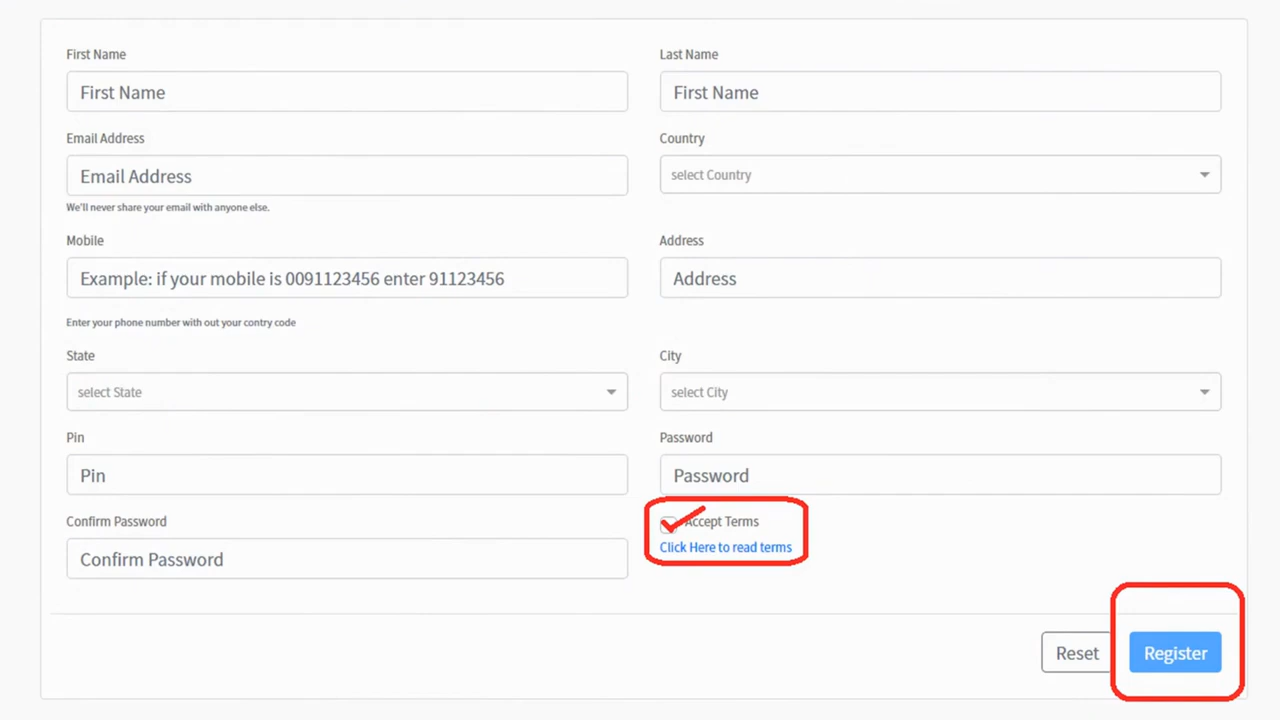 First Name
Last Name
First Name
First Name
Email Address
Country
Email Address
select Country
We'll never share your email with anyone else.
Mobile
Address
Example: if your mobile is 0091123456 enter 91123456
Address
Enter your phone number with out your contry code
State
City
select State
select City
Pin
Password
Pin
Password
Confirm Password
Accept Terms
Click Here to read terms
Confirm Password
Reset
Register